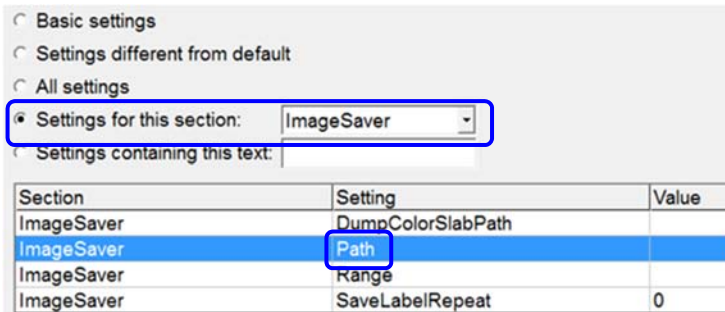 Basic settings
Settings different from default
All settings
Settings for this section: ImageSaver
Settings containing this text:
Section Setting Value
ImageSaver DumpColorSlabPath
ImageSaver Path
ImageSaver Range
ImageSaver SaveLabelRepeat 0